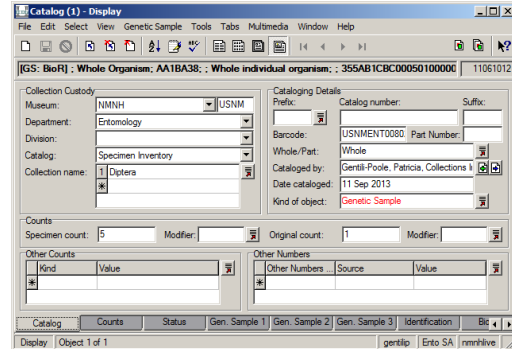 Catalog (1) - Display
File Edit Select View Genetic Sample Tools Tabs Multimedia Window Help
[GS: BioR] ; Whole Organism; AA1BA38; ; Whole individual organism; ; 355AB1CBC00050100000 11061012
Collection Custody
Museum: NMNH USNM
Department: Entomology
Division:
Catalog: Specimen Inventory
Collection name: 1 Diptera
Cataloging Details
Prefix: Catalog number: Suffix:
Barcode: USNMENT0080 Part Number:
Whole/Part: Whole
Cataloged by: Gentili-Poole, Patricia, Collections
Date cataloged: 11 Sep 2013
Kind of object: Genetic Sample
Counts
Specimen count: 5 Modifier: Original count: 1 Modifier:
Other Counts
Kind Value
Other Numbers
Other Numbers ... Source Value
Catalog Counts Status Gen. Sample 1 Gen. Sample 2 Gen. Sample 3 Identification
Display Object 1 of 1 gentilip Ento SA nmnhlive